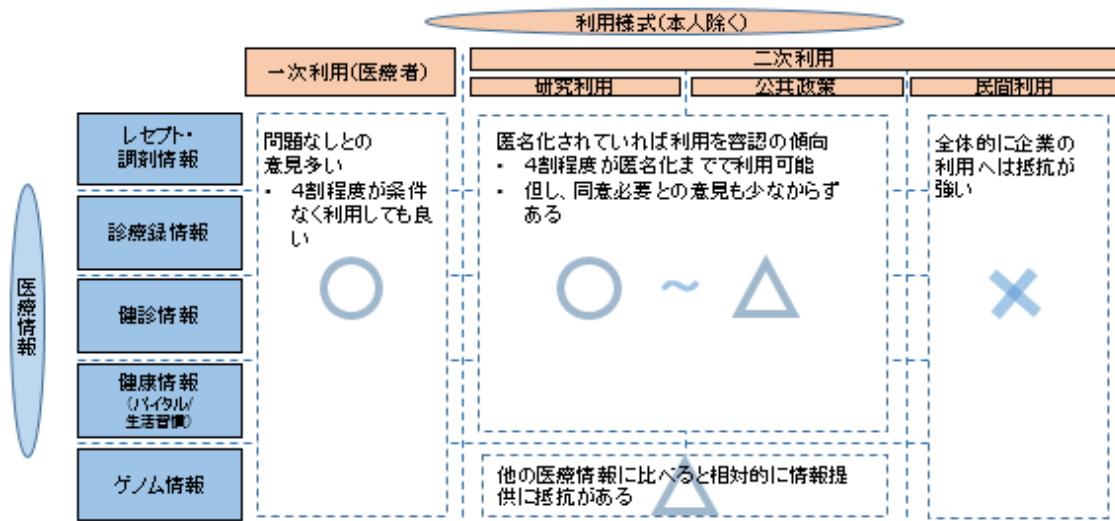 利用様式(本人除く)
一次利用(医療者)
二次利用
研究利用
公共政策
民間利用
医療情報
レセプト・
調剤情報
診療録情報
健診情報
健康情報
(バイタル/
生活習慣)
ゲノム情報
問題なしとの
意見多い
・ 4割程度が条件
なく利用しても良
い
匿名化されていれば利用を容認の傾向
・ 4割程度が匿名化までで利用可能
・ 但し、同意必要との意見も少なからず
ある
〜
全体的に企業の
利用へは抵抗が
強い
他の医療情報に比べると相対的に情報提
供に抵抗がある